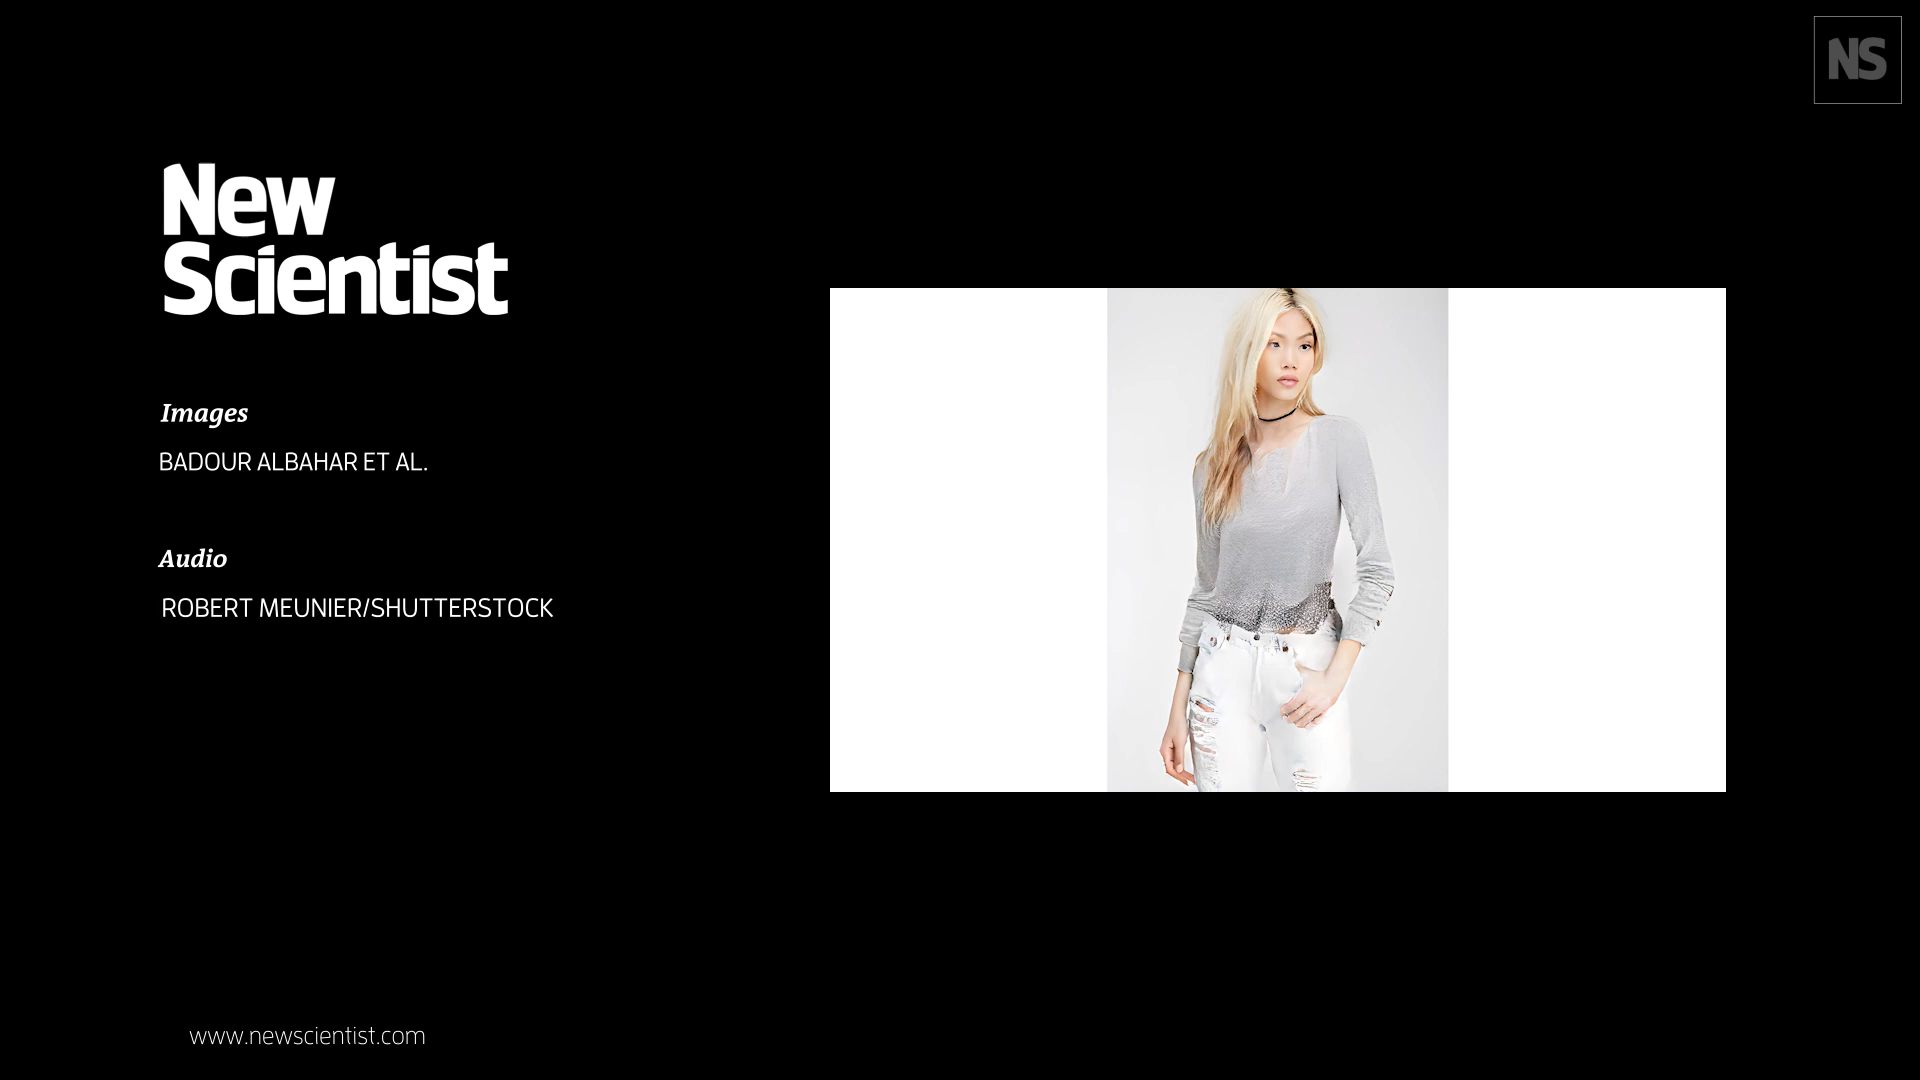 NS
New
Scientist
Images
BADOUR ALBAHAR ET AL.
Audio
ROBERT MEUNIER/SHUTTERSTOCK
www.newscientist.com